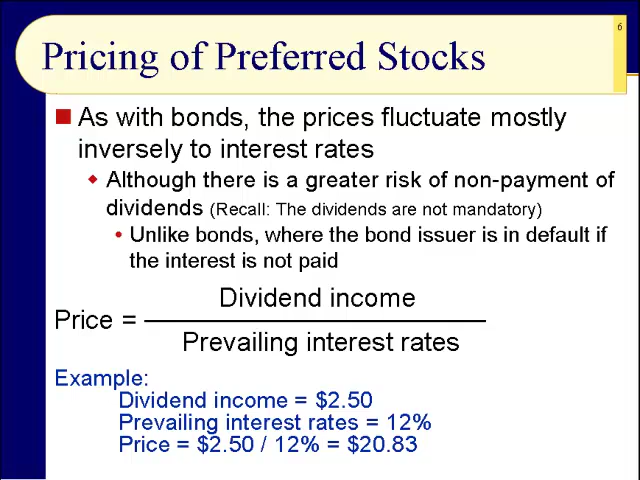 6
Pricing of Preferred Stocks
As with bonds, the prices fluctuate mostly
inversely to interest rates
Although there is a greater risk of non-payment of
dividends (Recall: The dividends are not mandatory)
Unlike bonds, where the bond issuer is in default if
the interest is not paid
Dividend income
Price =
Prevailing interest rates
Example:
Dividend income = $2.50
Prevailing interest rates = 12%
Price = $2.50 / 12% = $20.83